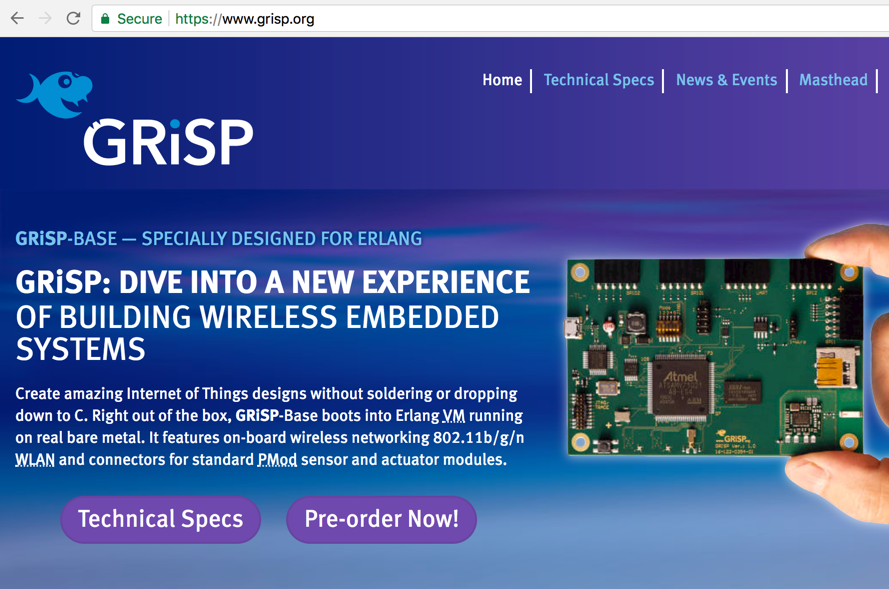 Secure https://www.grisp.org
Home Technical Specs News & Events Masthead
GRiSP
GRiSP-BASE — SPECIALLY DESIGNED FOR ERLANG
GRiSP: DIVE INTO A NEW EXPERIENCE
OF BUILDING WIRELESS EMBEDDED
SYSTEMS
Create amazing Internet of Things designs without soldering or dropping
down to C. Right out of the box, GRiSP-Base boots into Erlang VM running
on real bare metal. It features on-board wireless networking 802.11b/g/n
WLAN and connectors for standard PMod sensor and actuator modules.
Technical Specs Pre-order Now!
Atmel
GRiSP